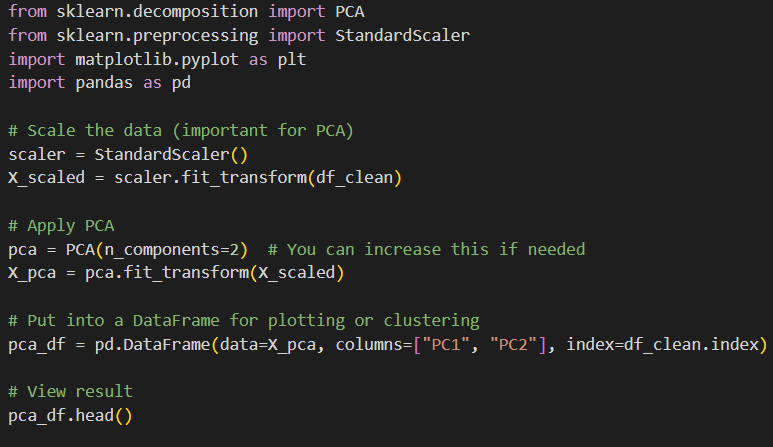 from sklearn.decomposition import PCA
from sklearn.preprocessing import StandardScaler
import matplotlib.pyplot as plt
import pandas as pd

# Scale the data (important for PCA)
scaler = StandardScaler()
X_scaled = scaler.fit_transform(df_clean)

# Apply PCA
pca = PCA(n_components=2)  # You can increase this if needed
X_pca = pca.fit_transform(X_scaled)

# Put into a DataFrame for plotting or clustering
pca_df = pd.DataFrame(data=X_pca, columns=["PC1", "PC2"], index=df_clean.index)

# View result
pca_df.head()